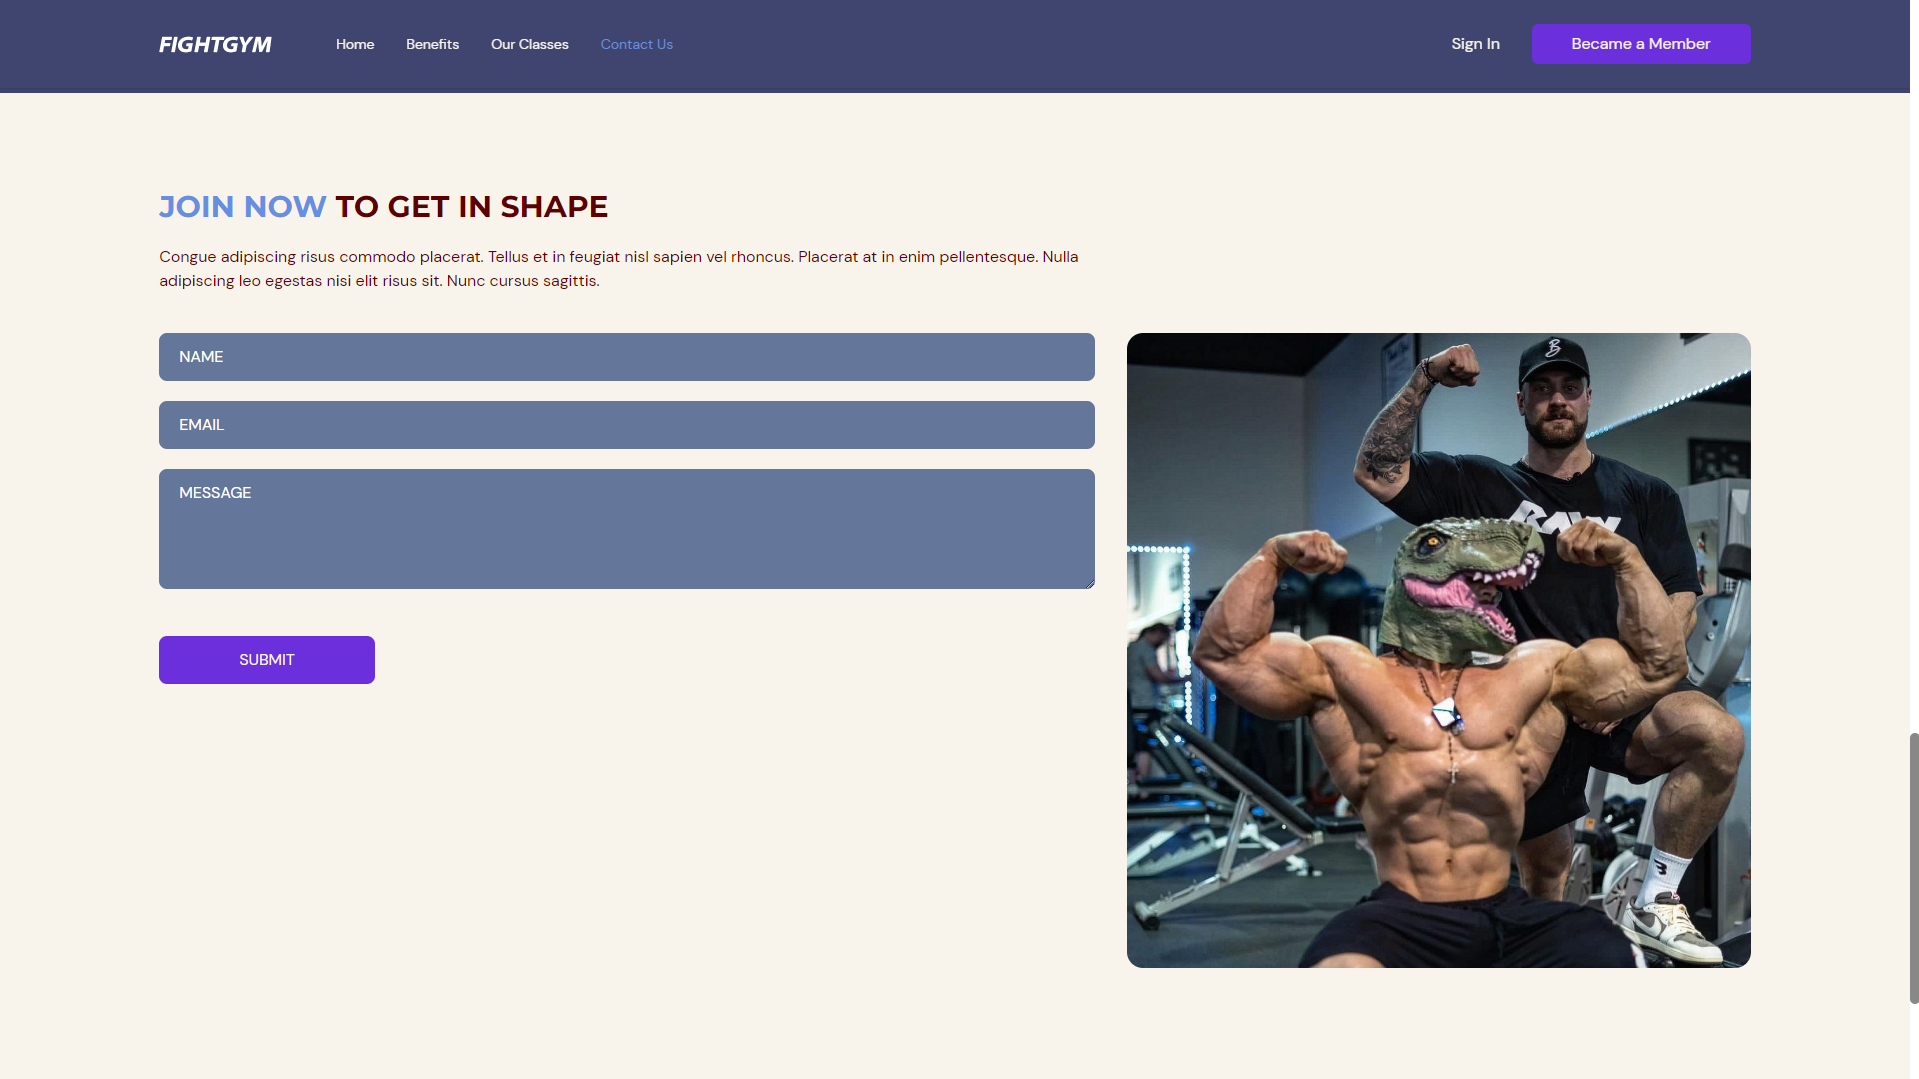 FIGHTGYM Home Benefits Our Classes Contact Us Sign In Became a Member
JOIN NOW TO GET IN SHAPE
Congue adipiscing risus commodo placerat. Tellus et in feugiat nisl sapien vel rhoncus. Placerat at in enim pellentesque. Nulla
adipiscing leo egestas nisi elit risus sit. Nunc cursus sagittis.
NAME
EMAIL
MESSAGE
SUBMIT
B
RAW